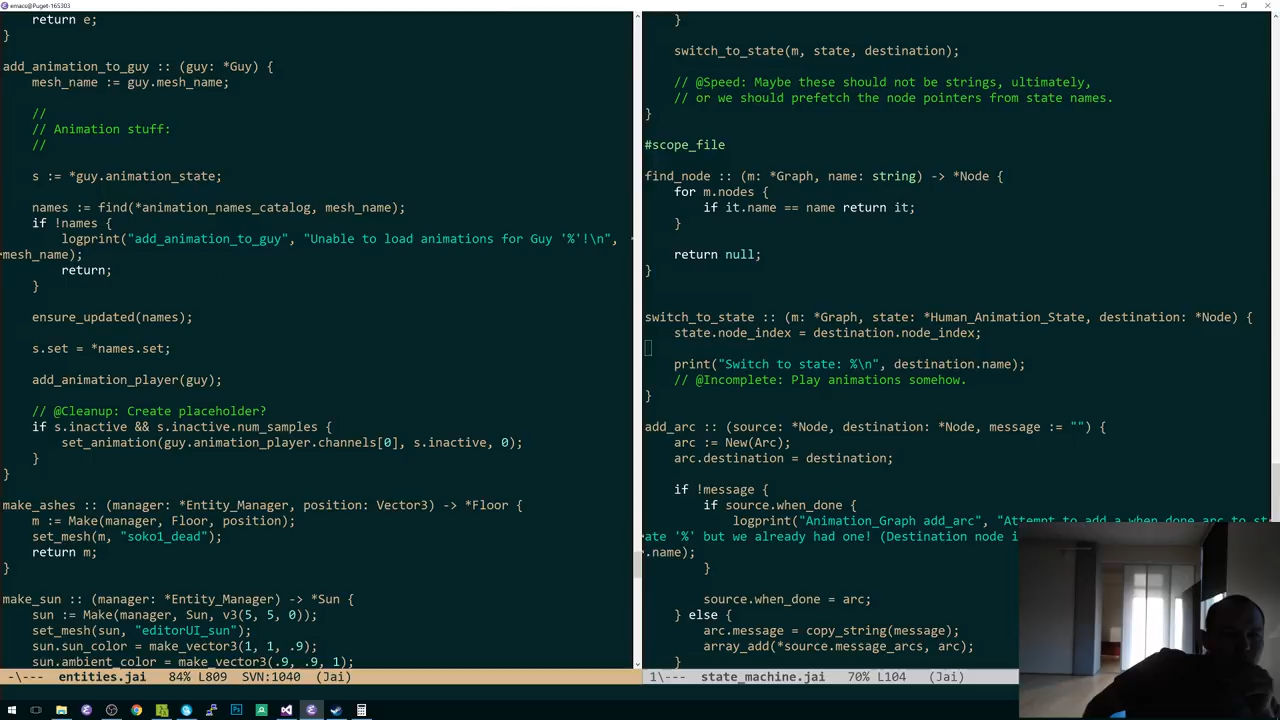 emacs@Puget-165303
    return e;
}
add_animation_to_guy :: (guy: *Guy) {
    mesh_name := guy.mesh_name;
    //
    // Animation stuff:
    //
    s := *guy.animation_state;
    names := find(*animation_names_catalog, mesh_name);
    if !names {
        logprint("add_animation_to_guy", "Unable to load animations for Guy '%'!\n",
mesh_name);
        return;
    }
    ensure_updated(names);
    s.set = *names.set;
    add_animation_player(guy);
    // @Cleanup: Create placeholder?
    if s.inactive && s.inactive.num_samples {
        set_animation(guy.animation_player.channels[0], s.inactive, 0);
    }
}
make_ashes :: (manager: *Entity_Manager, position: Vector3) -> *Floor {
    m := Make(manager, Floor, position);
    set_mesh(m, "soko1_dead");
    return m;
}
make_sun :: (manager: *Entity_Manager) -> *Sun {
    sun := Make(manager, Sun, v3(5, 5, 0));
    set_mesh(sun, "editorUI_sun");
    sun.sun_color = make_vector3(1, 1, .9);
    sun.ambient_color = make_vector3(.9, .9, 1);
-\---  entities.jai   84% L809  SVN:1040  (Jai)
    }
    switch_to_state(m, state, destination);
    // @Speed: Maybe these should not be strings, ultimately,
    // or we should prefetch the node pointers from state names.
}
#scope_file
find_node :: (m: *Graph, name: string) -> *Node {
    for m.nodes {
        if it.name == name return it;
    }
    return null;
}
switch_to_state :: (m: *Graph, state: *Human_Animation_State, destination: *Node) {
    state.node_index = destination.node_index;
    print("Switch to state: %\n", destination.name);
    // @Incomplete: Play animations somehow.
}
add_arc :: (source: *Node, destination: *Node, message := "") {
    arc := New(Arc);
    arc.destination = destination;
    if !message {
        if source.when_done {
            logprint("Animation_Graph add_arc", "Attempt to add a when_done arc to st
ate '%' but we already had one! (Destination node i
.name);
        }
        source.when_done = arc;
    } else {
        arc.message = copy_string(message);
        array_add(*source.message_arcs, arc);
    }
1\---  state_machine.jai   70% L104   (Jai)